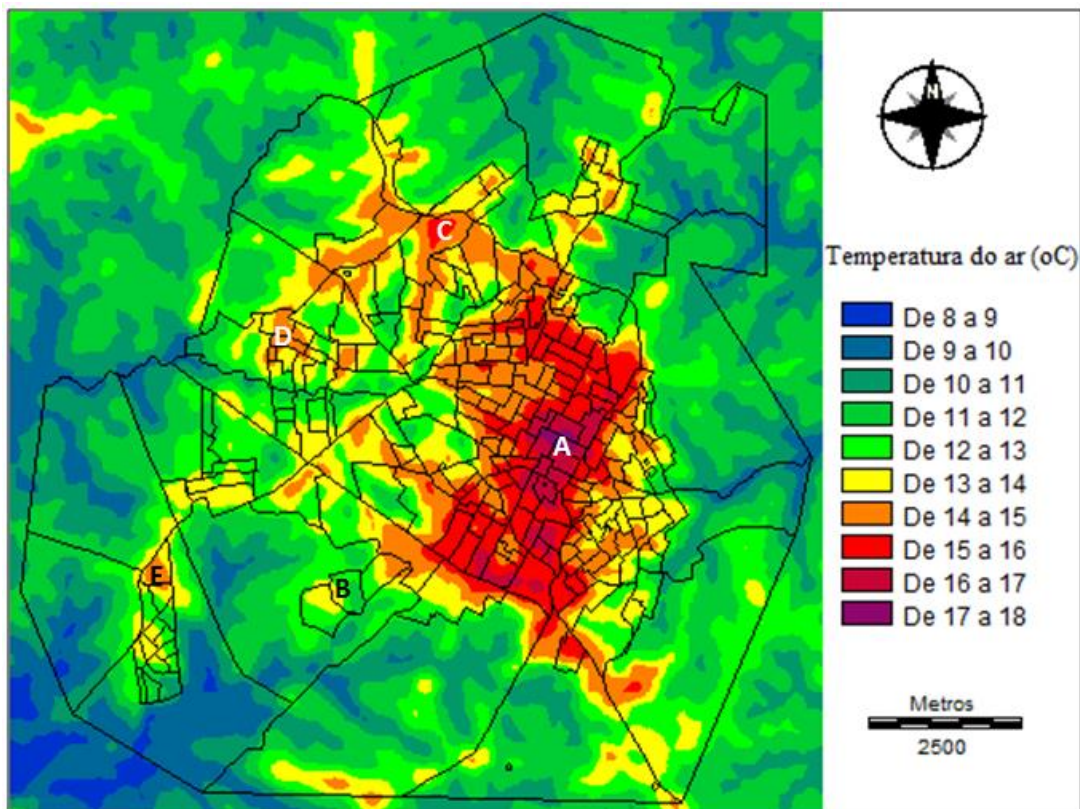 N
C
D
A
E
B
Temperatura do ar (oC)
De 8 a 9
De 9 a 10
De 10 a 11
De 11 a 12
De 12 a 13
De 13 a 14
De 14 a 15
De 15 a 16
De 16 a 17
De 17 a 18
Metros
2500